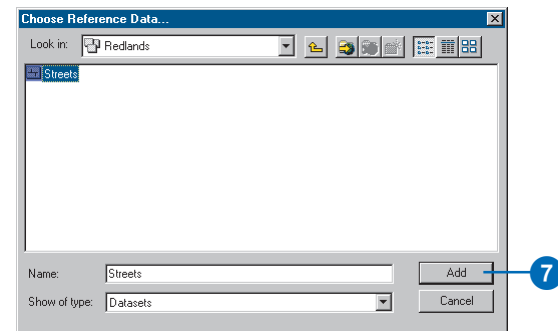 Choose Reference Data...
Look in: Redlands
Streets
Name: Streets Add 7
Show of type: Datasets Cancel